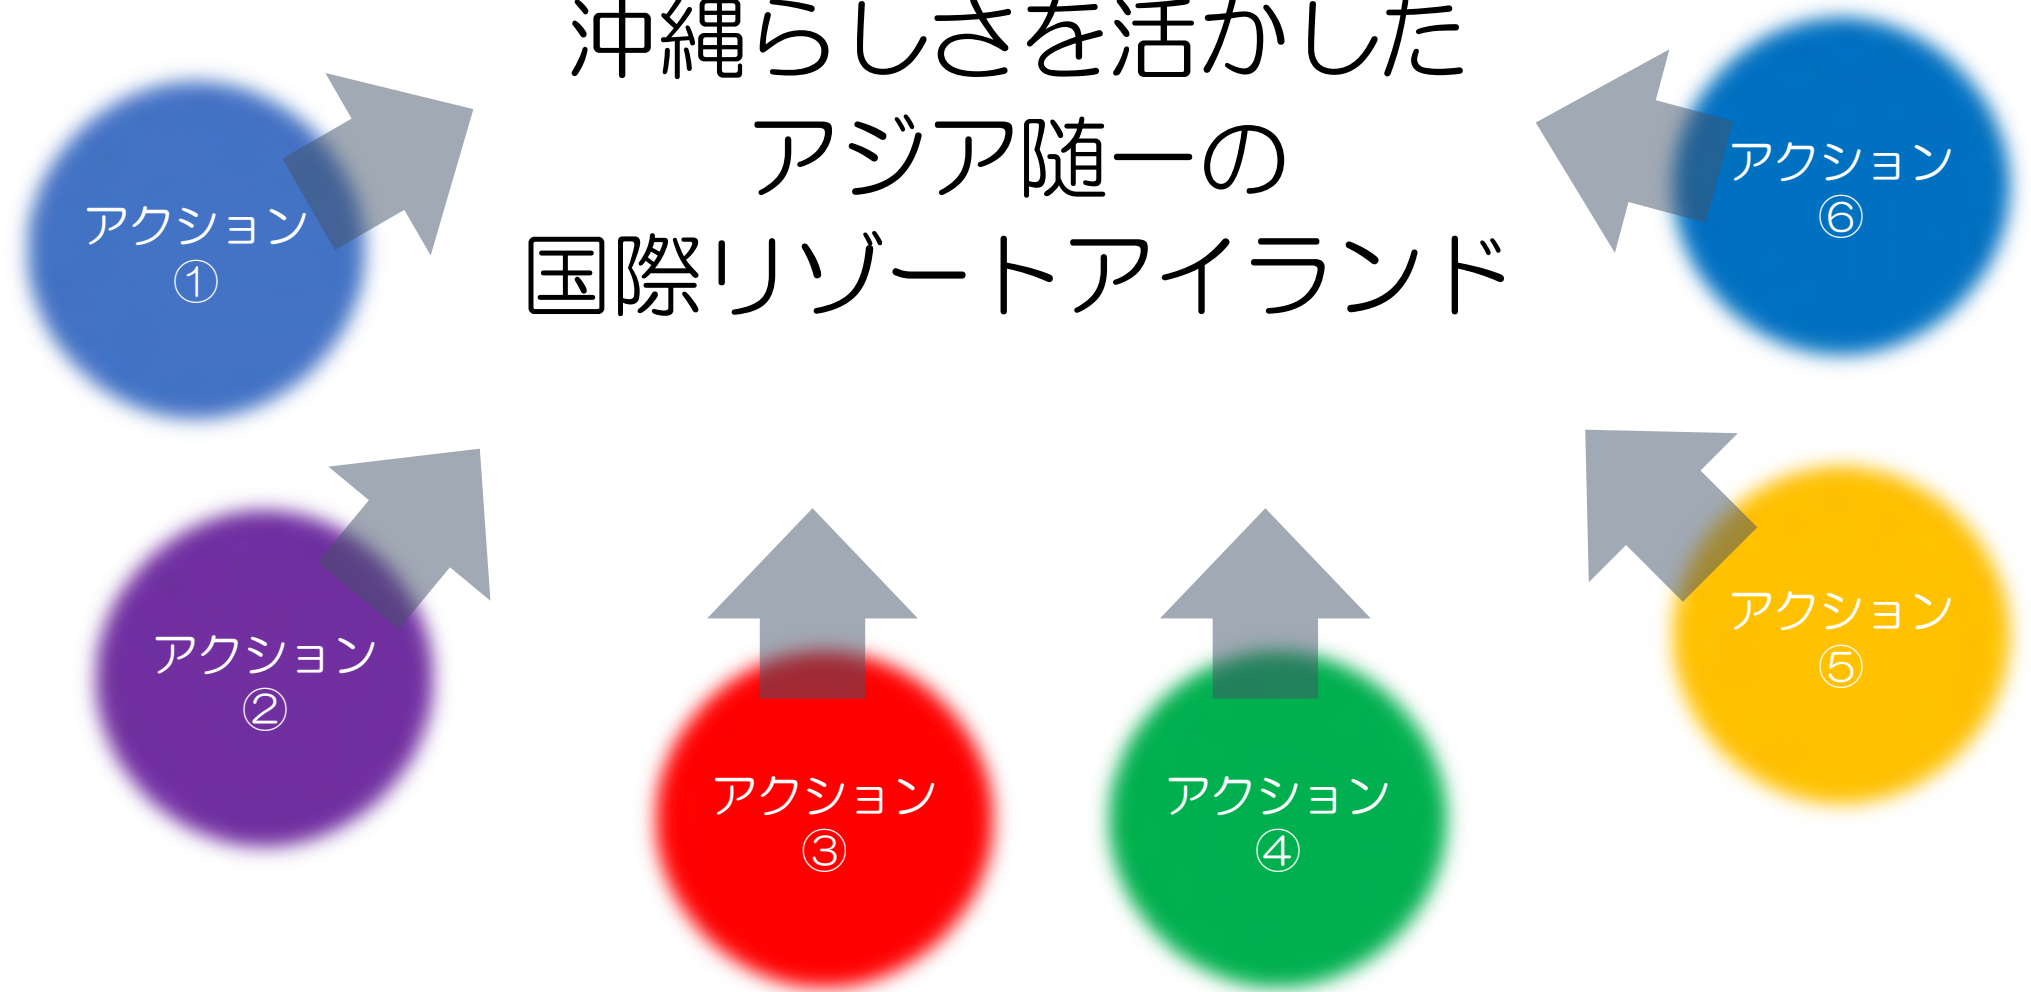 沖縄らしさを活かした
アジア随一の
国際リゾートアイランド
アクション
①
アクション
②
アクション
③
アクション
④
アクション
⑤
アクション
⑥